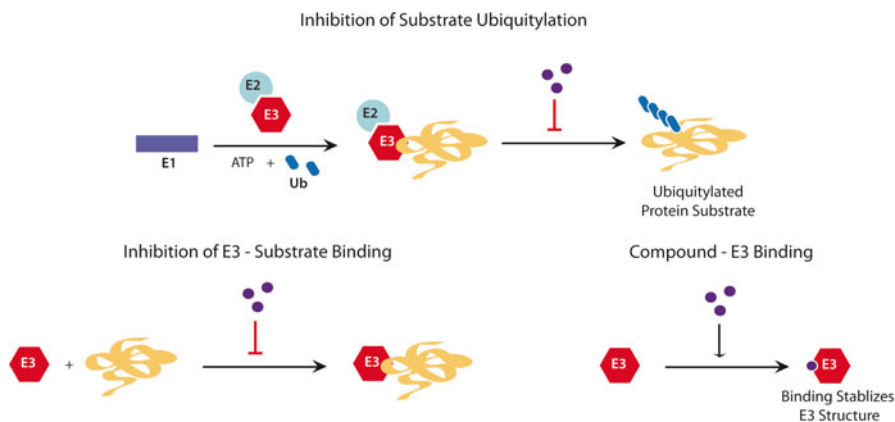 Inhibition of Substrate Ubiquitylation
E2
E3
E1
ATP +
Ub
E2
E3
Ubiquitylated
Protein Substrate
Inhibition of E3 - Substrate Binding
E3 +
E3
Compound - E3 Binding
E3
E3
Binding Stablizes
E3 Structure